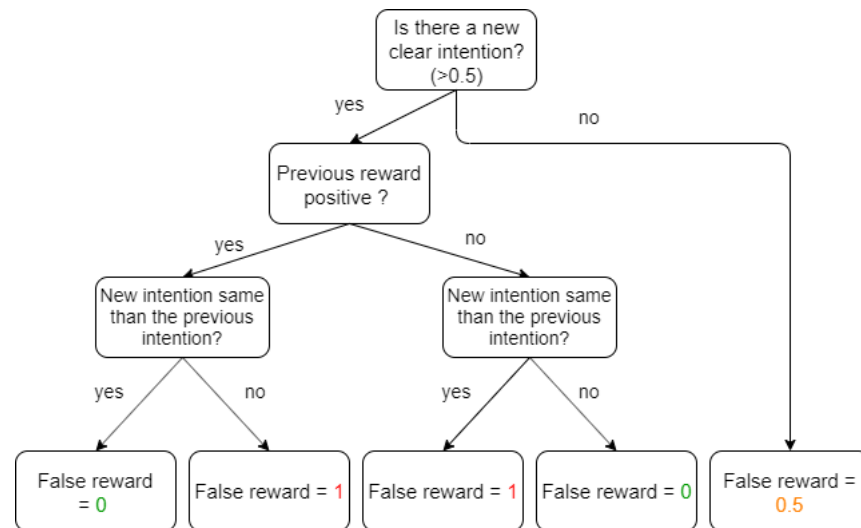 Is there a new
clear intention?
(>0.5)
yes
no
Previous reward
positive ?
yes
no
New intention same
than the previous
intention?
New intention same
than the previous
intention?
yes
no
yes
no
False reward
= 0
False reward = 1
False reward = 1
False reward = 0
False reward =
0.5